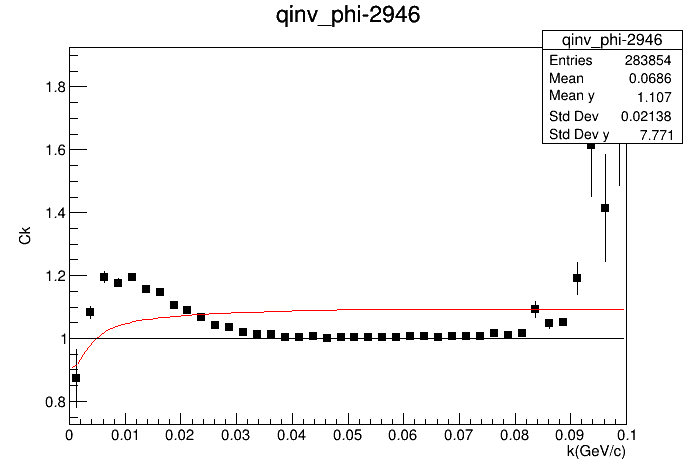 qinv_phi-2946
qinv_phi-2946
Entries 283854
Mean 0.0686
Mean y 1.107
Std Dev 0.02138
Std Dev y 7.771
Ck
1.8
1.6
1.4
1.2
1
0.8
0 0.01 0.02 0.03 0.04 0.05 0.06 0.07 0.08 0.09 0.1
k(GeV/c)